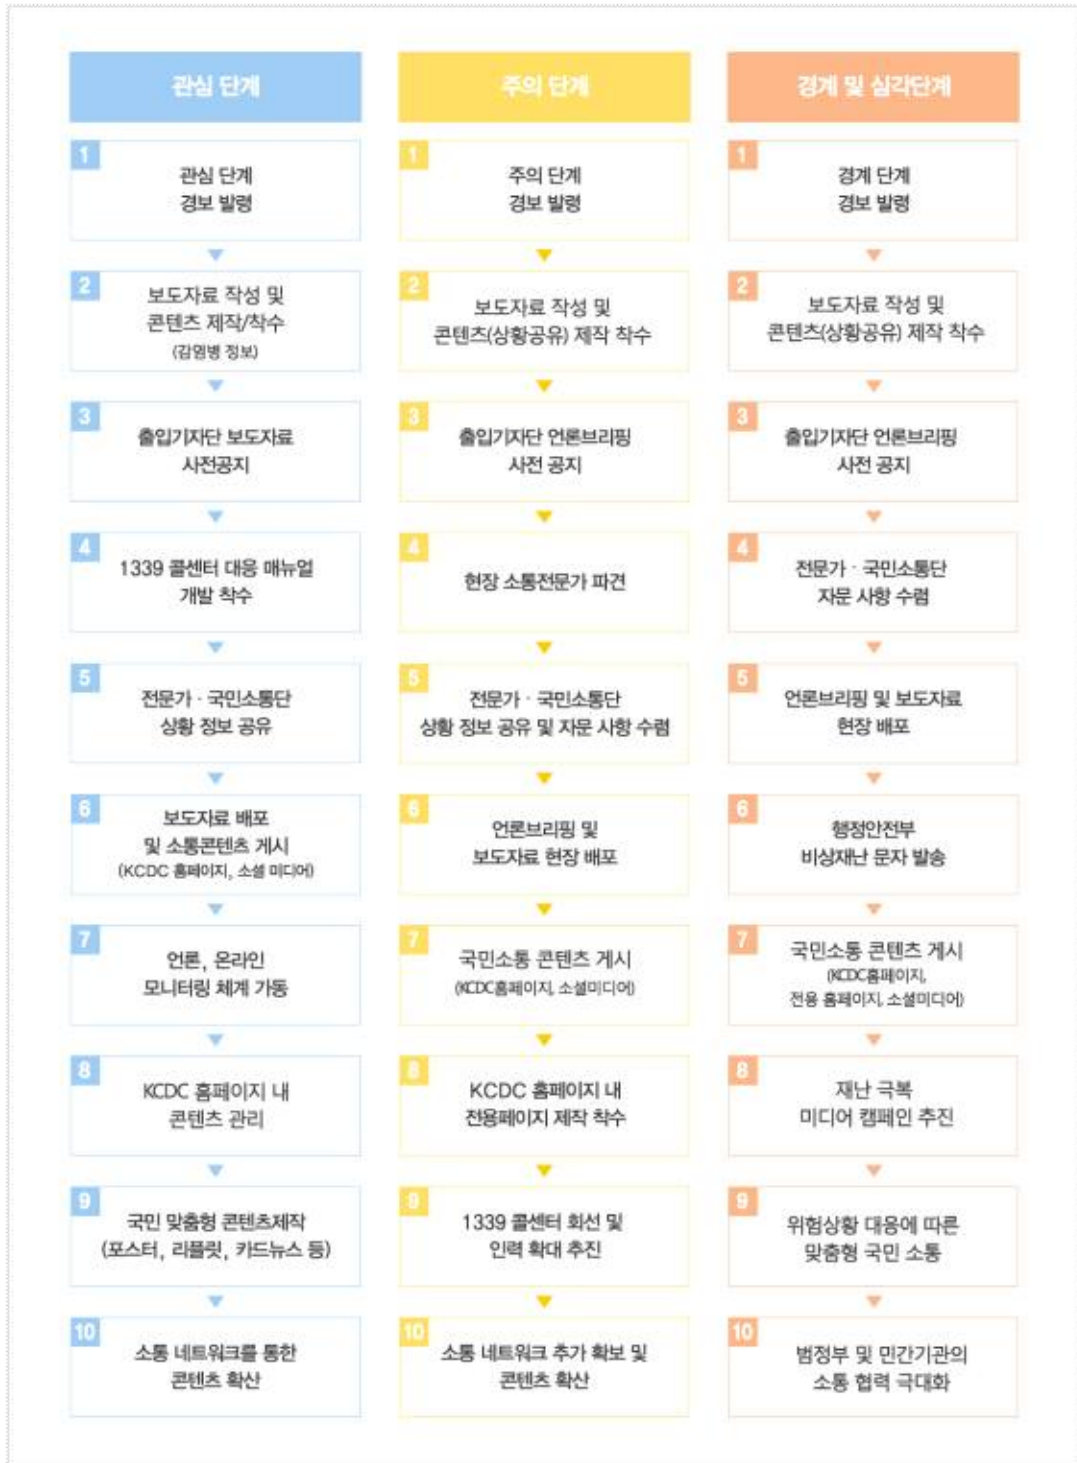 관심 단계
1
관심 단계
경보 발령
2
보도자료 작성 및
콘텐츠 제작/착수
(감염병 정보)
3
출입기자단 보도자료
사전공지
4
1339 콜센터 대응 매뉴얼
개발 착수
5
전문가 · 국민소통단
상황 정보 공유
6
보도자료 배포
및 소통콘텐츠 게시
(KCDC 홈페이지, 소셜 미디어)
7
언론, 온라인
모니터링 체계 가동
8
KCDC 홈페이지 내
콘텐츠 관리
9
국민 맞춤형 콘텐츠제작
(포스터, 리플릿, 카드뉴스 등)
10
소통 네트워크를 통한
콘텐츠 확산
주의 단계
1
주의 단계
경보 발령
2
보도자료 작성 및
콘텐츠(상황공유) 제작 착수
3
출입기자단 언론브리핑
사전 공지
4
현장 소통전문가 파견
5
전문가 · 국민소통단
상황 정보 공유 및 자문 사항 수렴
6
언론브리핑 및
보도자료 현장 배포
7
국민소통 콘텐츠 게시
(KCDC홈페이지, 소셜미디어)
8
KCDC 홈페이지 내
전용페이지 제작 착수
9
1339 콜센터 회선 및
인력 확대 추진
10
소통 네트워크 추가 확보 및
콘텐츠 확산
경계 및 심각단계
1
경계 단계
경보 발령
2
보도자료 작성 및
콘텐츠(상황공유) 제작 착수
3
출입기자단 언론브리핑
사전 공지
4
전문가 · 국민소통단
자문 사항 수렴
5
언론브리핑 및 보도자료
현장 배포
6
행정안전부
비상재난 문자 발송
7
국민소통 콘텐츠 게시
(KCDC홈페이지,
전용 홈페이지, 소셜미디어)
8
재난 극복
미디어 캠페인 추진
9
위험상황 대응에 따른
맞춤형 국민 소통
10
범정부 및 민간기관의
소통 협력 극대화